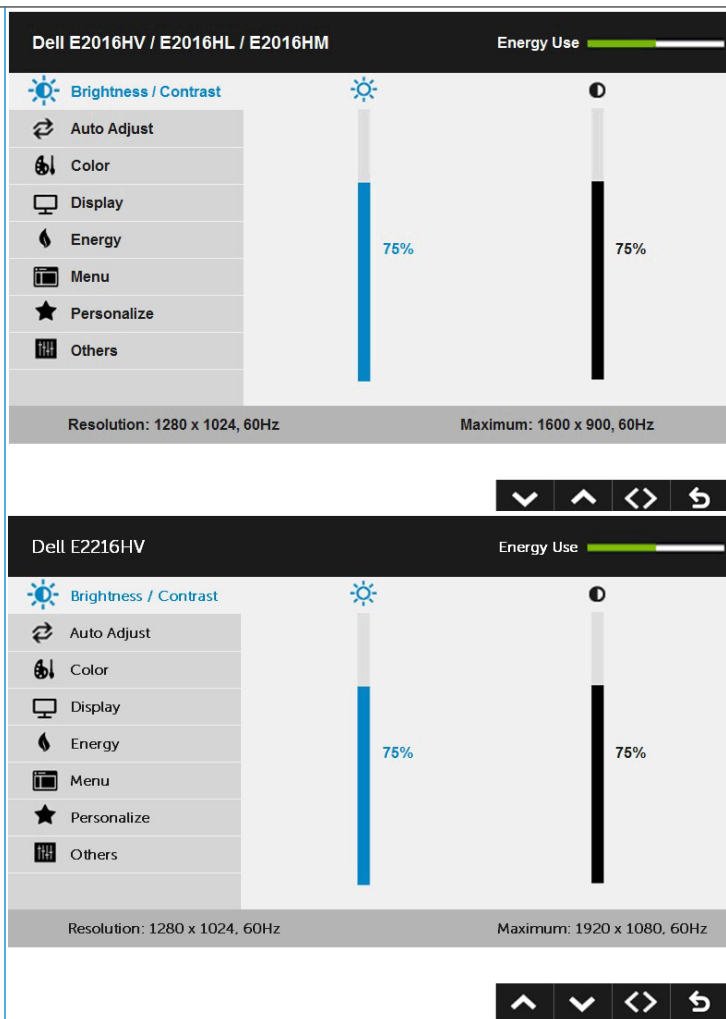 Dell E2016HV / E2016HL / E2016HM Energy Use
Brightness / Contrast
Auto Adjust
Color
Display
Energy
75% 75%
Menu
Personalize
Others
Resolution: 1280 x 1024, 60Hz Maximum: 1600 x 900, 60Hz
Dell E2216HV Energy Use
Brightness / Contrast
Auto Adjust
Color
Display
Energy
75% 75%
Menu
Personalize
Others
Resolution: 1280 x 1024, 60Hz Maximum: 1920 x 1080, 60Hz